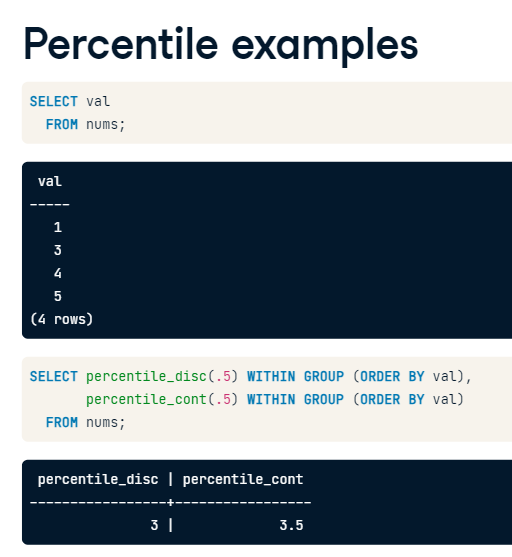 Percentile examples
SELECT val
  FROM nums;
 val
-----
   1
   3
   4
   5
(4 rows)
SELECT percentile_disc(.5) WITHIN GROUP (ORDER BY val),
       percentile_cont(.5) WITHIN GROUP (ORDER BY val)
  FROM nums;
 percentile_disc | percentile_cont
-----------------+-----------------
               3 |             3.5